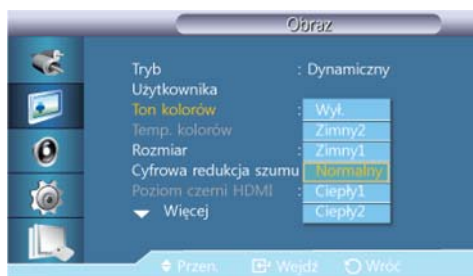 Obraz
Tryb : Dynamiczny
Użytkownika
Ton kolorów : Wył.
Temp. kolorów Zimny2
Rozmiar : Zimny1
Cyfrowa redukcja szumu Normalny
Poziom czerni HDMI : Ciepły1
Więcej Ciepły2
Przen. Wejdź Wróć